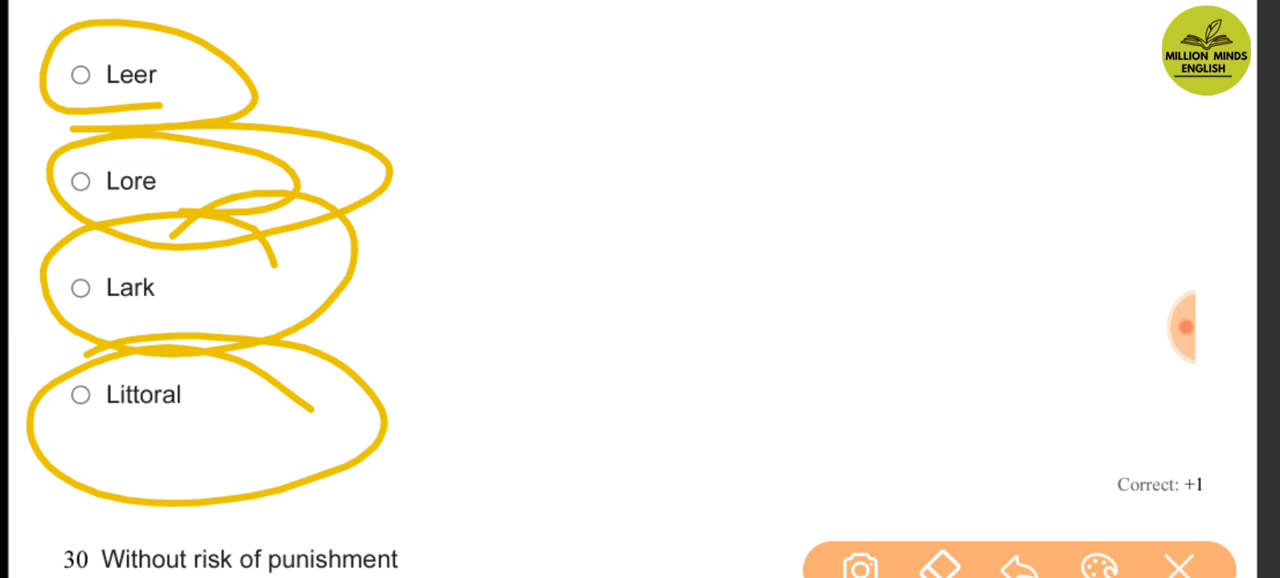 MILLION MINDS
ENGLISH
Leer
Lore
Lark
Littoral
Correct: +1
30 Without risk of punishment